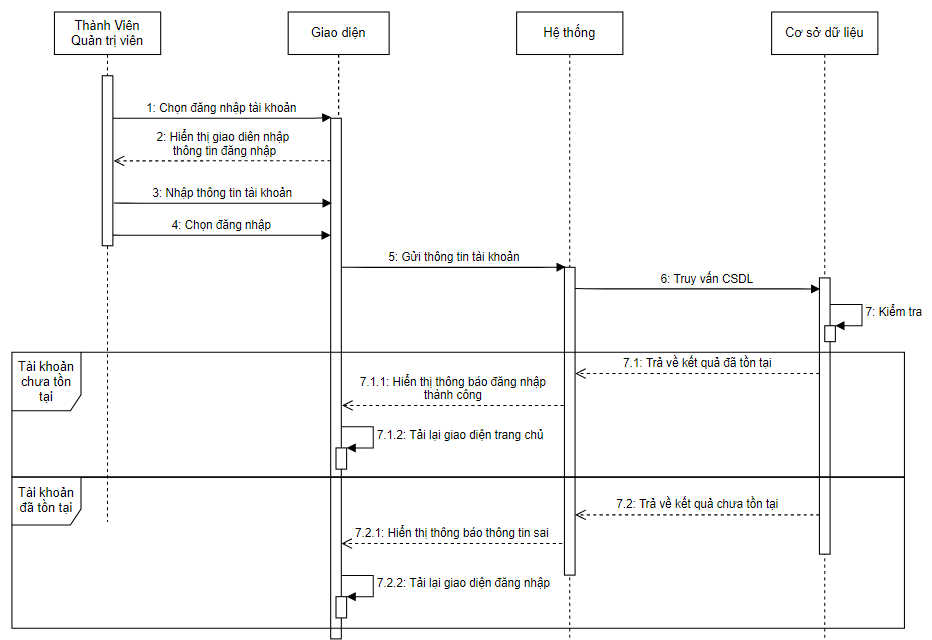 Thành Viên
Quản trị viên
Giao diện
Hệ thống
Cơ sở dữ liệu
1: Chọn đăng nhập tài khoản
2: Hiển thị giao diên nhập
thông tin đăng nhập
3: Nhập thông tin tài khoản
4: Chọn đăng nhập
5: Gửi thông tin tài khoản
6: Truy vấn CSDL
7: Kiểm tra
Tài khoản
chưa tồn
tại
7.1: Trả về kết quả đã tồn tại
7.1.1: Hiển thị thông báo đăng nhập
thành công
7.1.2: Tải lại giao diện trang chủ
Tài khoản
đã tồn tại
7.2: Trả về kết quả chưa tồn tại
7.2.1: Hiển thị thông báo thông tin sai
7.2.2: Tải lại giao diện đăng nhập